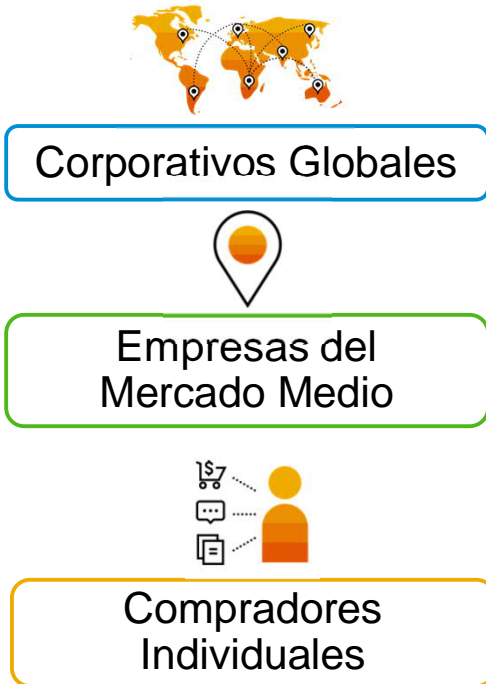 Corporativos Globales
Empresas del
Mercado Medio
$
Compradores
Individuales